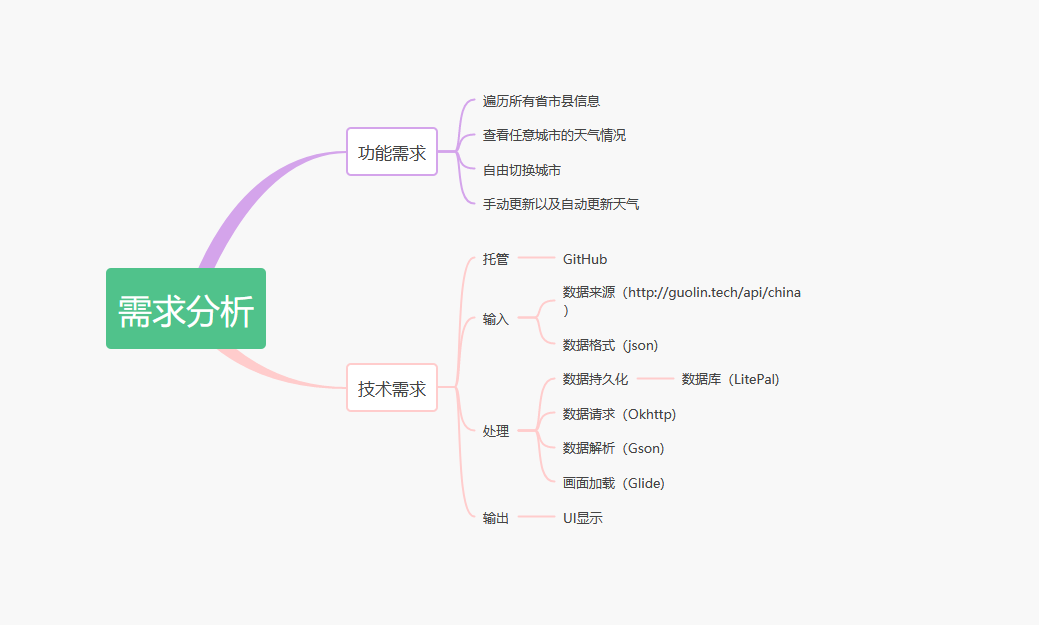 需求分析
功能需求
遍历所有省市县信息
查看任意城市的天气情况
自由切换城市
手动更新以及自动更新天气
技术需求
托管
GitHub
输入
数据来源（http://guolin.tech/api/china
）
数据格式（json)
处理
数据持久化
数据库（LitePal)
数据请求（Okhttp)
数据解析（Gson)
画面加载（Glide)
输出
UI显示